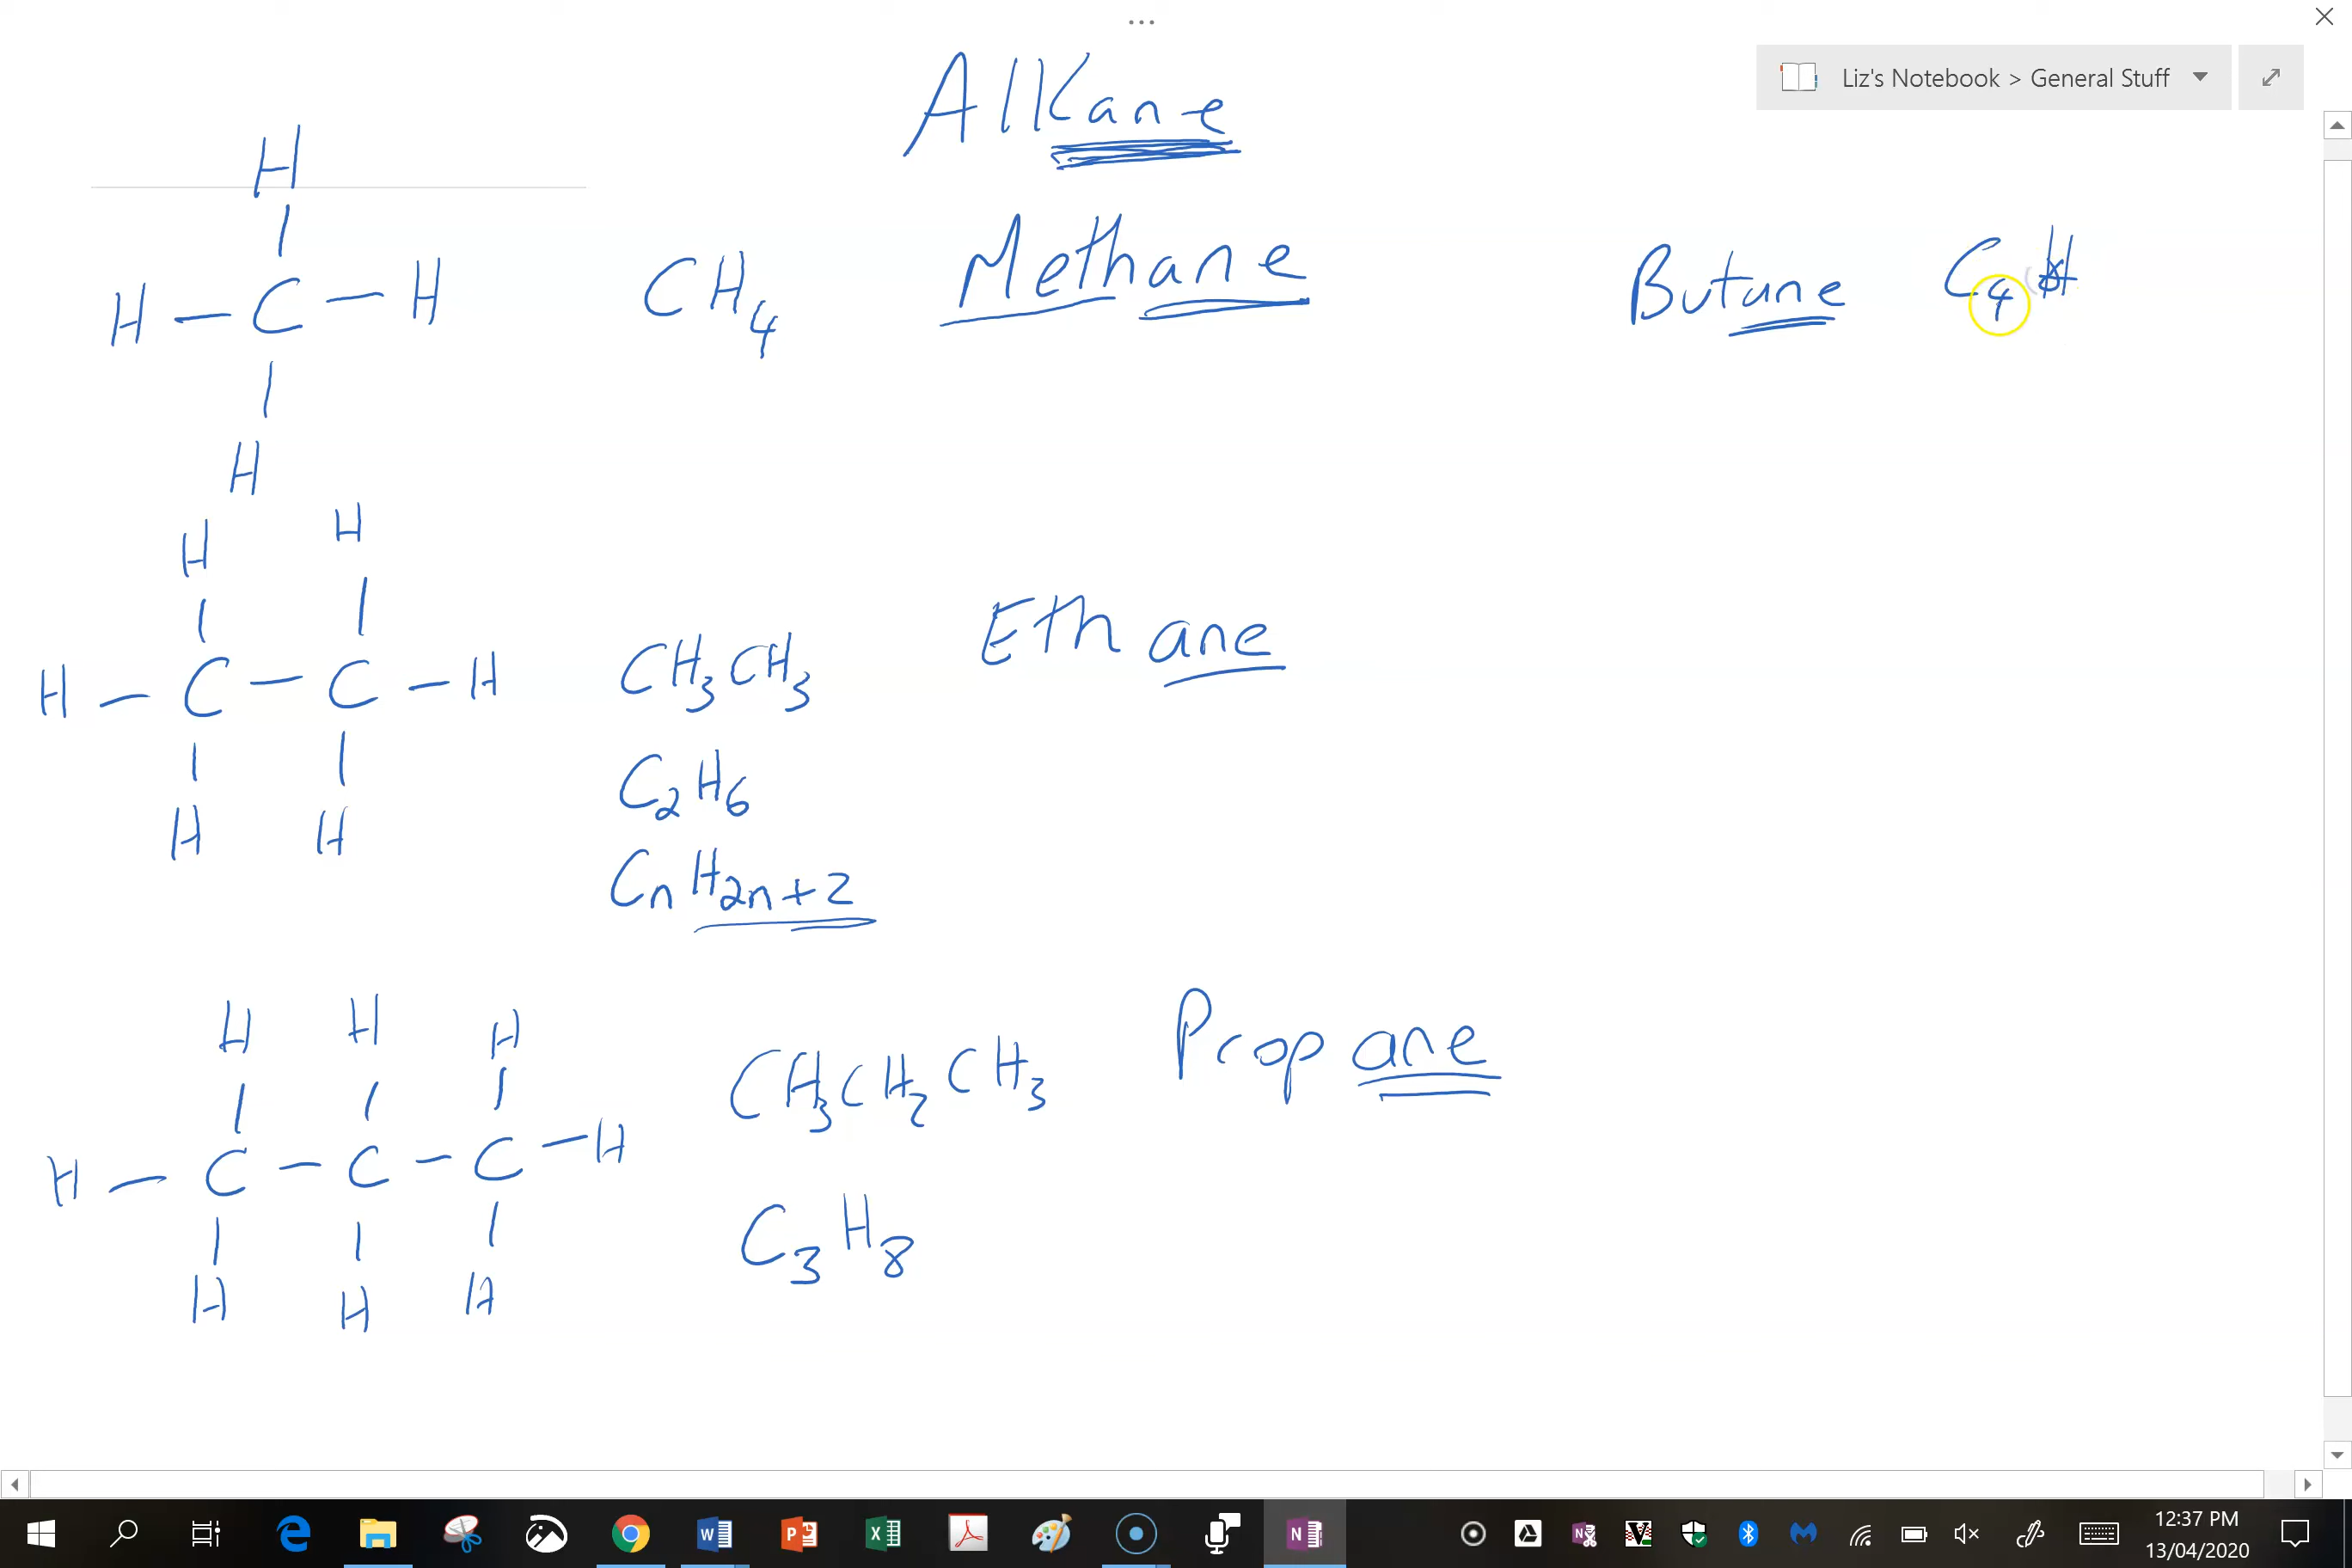 Liz's Notebook > General Stuff
Alkane
H
H – C – H
H
CH4
Methane
Butane C4H
H H
H – C – C – H
H H
CH3CH3
Ethane
C2H6
CnH2n+2
H H H
H – C – C – C – H
H H H
CH3CH2CH3
Propane
C3H8
12:37 PM
13/04/2020